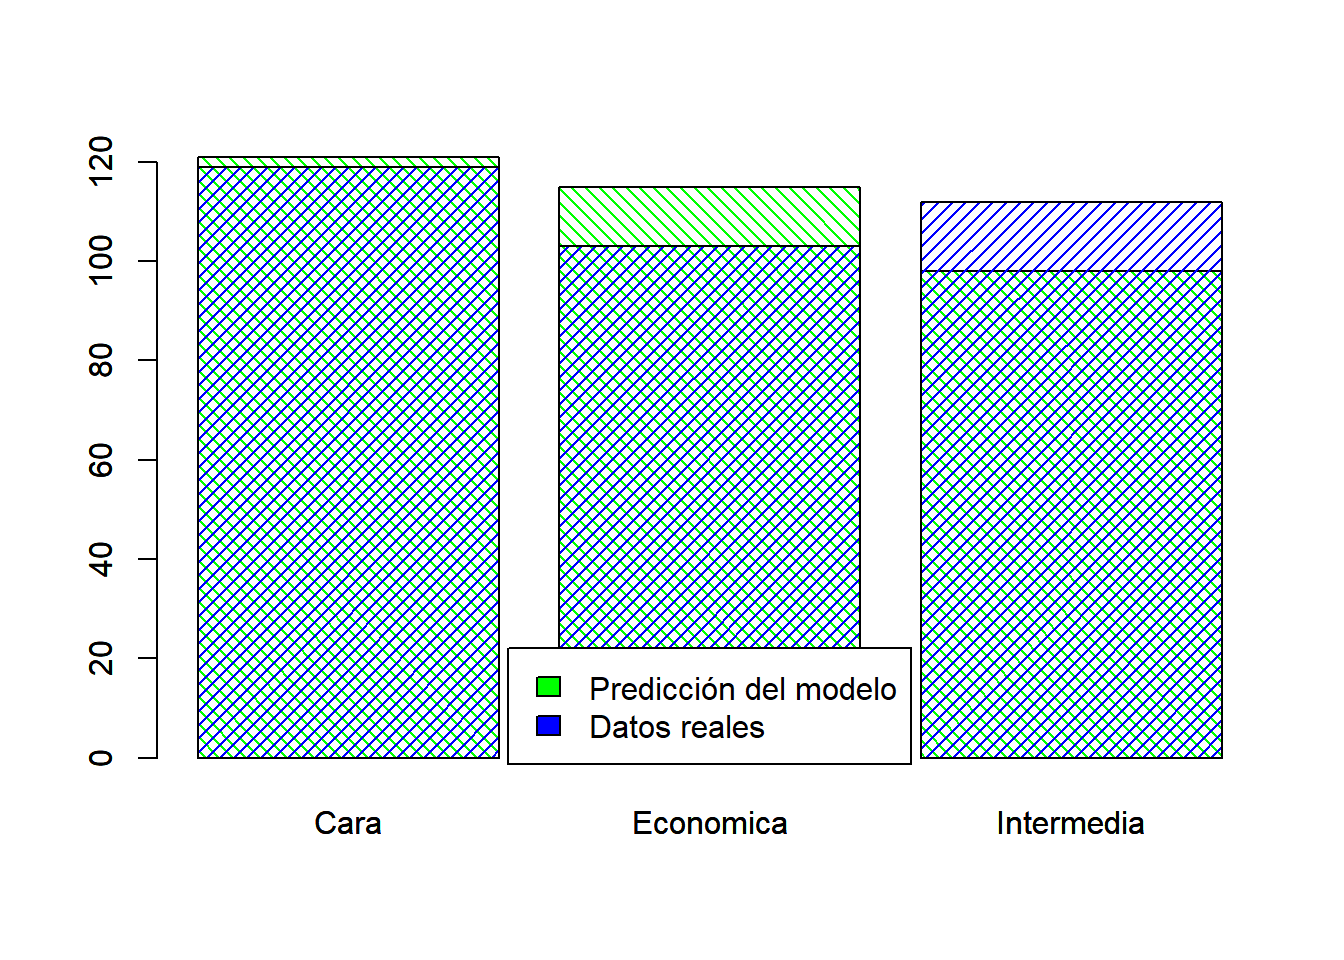 120
100
80
60
40
20
0
Predicción del modelo
Datos reales
Cara
Economica
Intermedia